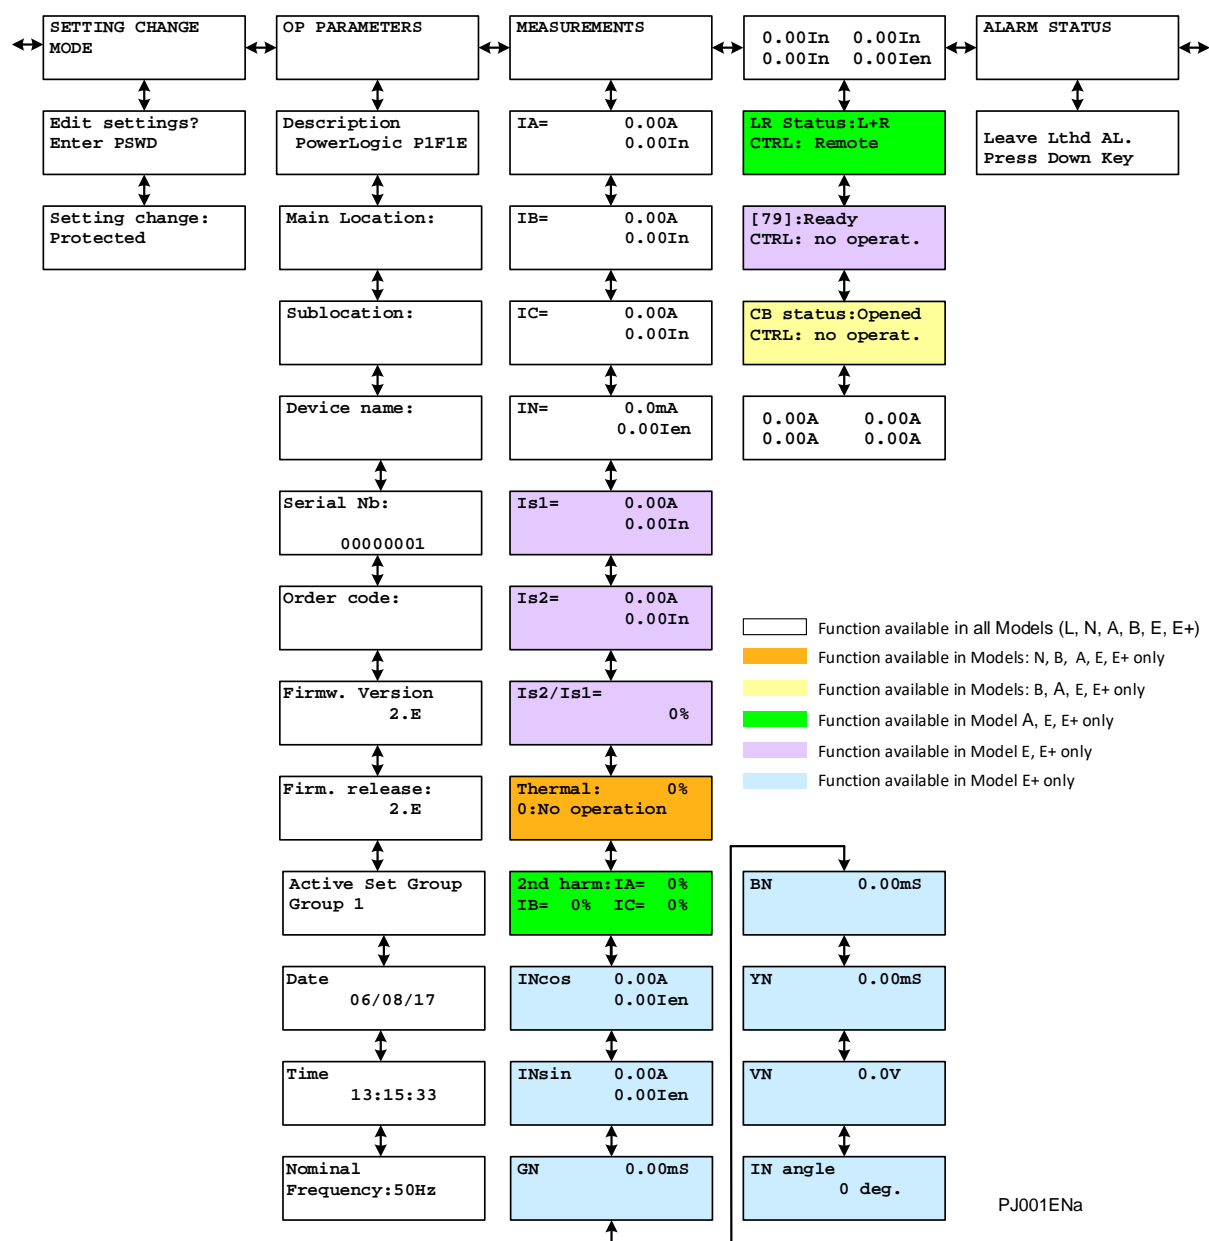 SETTING CHANGE
MODE
Edit settings?
Enter PSWD
Setting change:
Protected
OP PARAMETERS
Description
PowerLogic P1F1E
Main Location:
Sublocation:
Device name:
Serial Nb:
00000001
Order code:
Firmw. Version
2.E
Firm. release:
2.E
Active Set Group
Group 1
Date
06/08/17
Time
13:15:33
Nominal
Frequency:50Hz
MEASUREMENTS
IA= 0.00A
0.00In
IB= 0.00A
0.00In
IC= 0.00A
0.00In
IN= 0.0mA
0.00Ien
Is1= 0.00A
0.00In
Is2= 0.00A
0.00In
Is2/Is1=
0%
Thermal: 0%
0:No operation
2nd harm:IA= 0%
IB= 0% IC= 0%
INcos 0.00A
0.00Ien
INsin 0.00A
0.00Ien
GN 0.00mS
0.00In 0.00In
0.00In 0.00Ien
LR Status:L+R
CTRL: Remote
[79]:Ready
CTRL: no operat.
CB status:Opened
CTRL: no operat.
0.00A 0.00A
0.00A 0.00A
BN 0.00mS
YN 0.00mS
VN 0.0V
IN angle
0 deg.
ALARM STATUS
Leave Lthd AL.
Press Down Key
Function available in all Models (L, N, A, B, E, E+)
Function available in Models: N, B, A, E, E+ only
Function available in Models: B, A, E, E+ only
Function available in Model A, E, E+ only
Function available in Model E, E+ only
Function available in Model E+ only
PJ001ENa